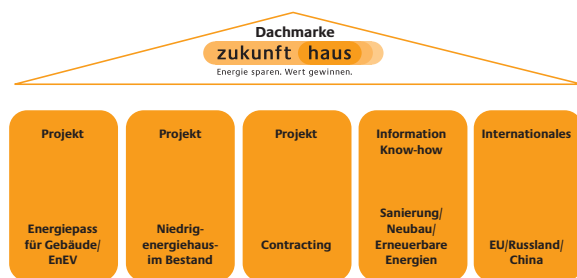 Dachmarke
zukunft haus
Energie sparen. Wert gewinnen.
Projekt
Energiepass
für Gebäude/
EnEV
Projekt
Niedrig-
energiehaus-
im Bestand
Projekt
Contracting
Information
Know-how
Sanierung/
Neubau/
Erneuerbare
Energien
Internationales
EU/Russland/
China